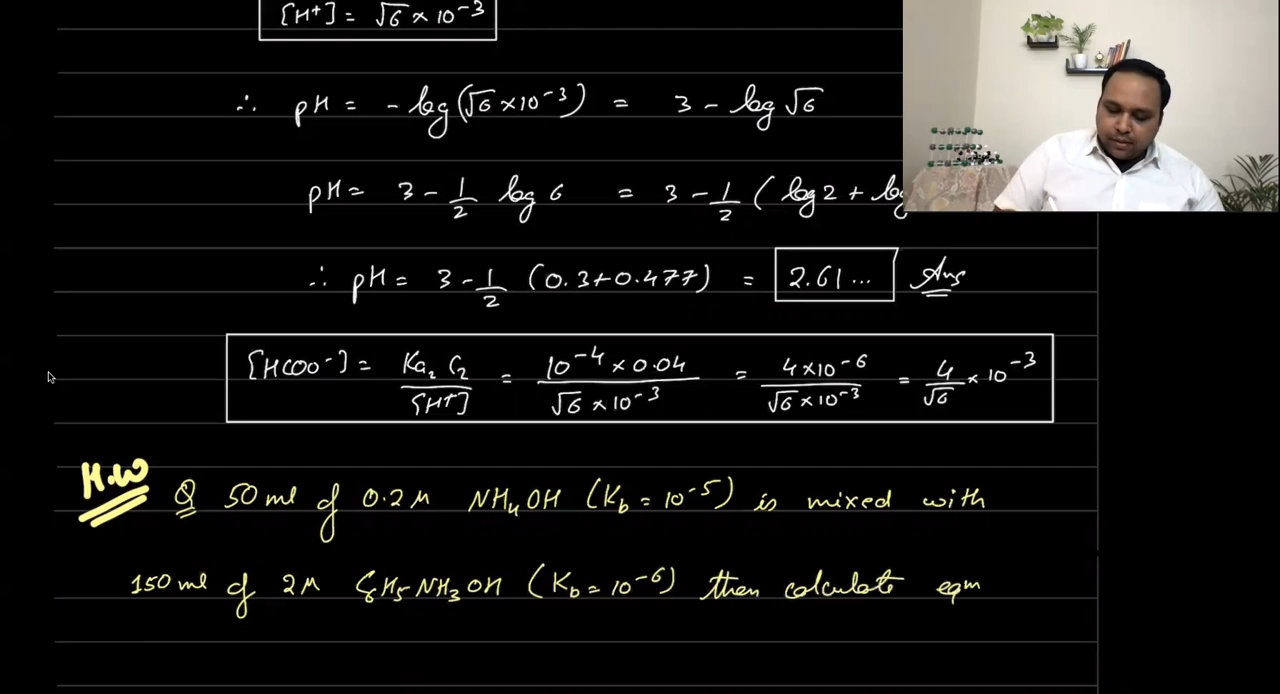 [H+] = √6 × 10⁻³
∴ pH = - log(√6 × 10⁻³) = 3 - log √6
pH = 3 - 1/2 log 6 = 3 - 1/2 ( log 2 + log
∴ pH = 3 - 1/2 (0.3 + 0.477) = 2.61... Ans
[HCOO⁻] = Ka₂ C₂ / [H+] = 10⁻⁴ × 0.04 / √6 × 10⁻³ = 4 × 10⁻⁶ / √6 × 10⁻³ = 4/√6 × 10⁻³
H.W Q 50 ml of 0.2 M NH₄OH (Kb = 10⁻⁵) is mixed with
150 ml of 2 M C₆H₅NH₃OH (Kb = 10⁻⁶) then calculate eqm